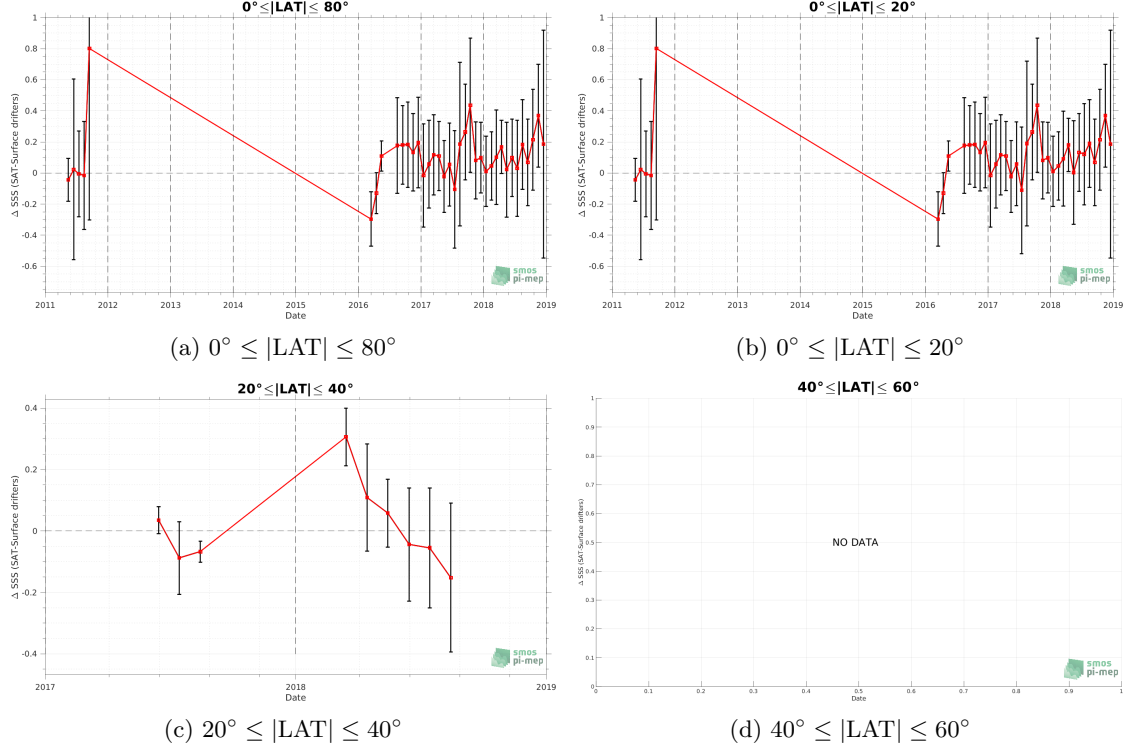 0°≤|LAT|≤ 80°
1
0.8
0.6
0.4
0.2
0
-0.2
-0.4
-0.6
Δ SSS (SAT-Surface drifters)
2011 2012 2013 2014 2015 2016 2017 2018 2019
Date
smos
pi-mep
(a) 0° ≤ |LAT| ≤ 80°
0°≤|LAT|≤ 20°
1
0.8
0.6
0.4
0.2
0
-0.2
-0.4
-0.6
Δ SSS (SAT-Surface drifters)
2011 2012 2013 2014 2015 2016 2017 2018 2019
Date
smos
pi-mep
(b) 0° ≤ |LAT| ≤ 20°
20°≤|LAT|≤ 40°
0.4
0.2
0
-0.2
-0.4
Δ SSS (SAT-Surface drifters)
2017 2018 2019
Date
smos
pi-mep
(c) 20° ≤ |LAT| ≤ 40°
40°≤|LAT|≤ 60°
1
0.9
0.8
0.7
0.6
0.5
0.4
0.3
0.2
0.1
0
Δ SSS (SAT-Surface drifters)
NO DATA
0 0.1 0.2 0.3 0.4 0.5 0.6 0.7 0.8 0.9 1
Date
smos
pi-mep
(d) 40° ≤ |LAT| ≤ 60°